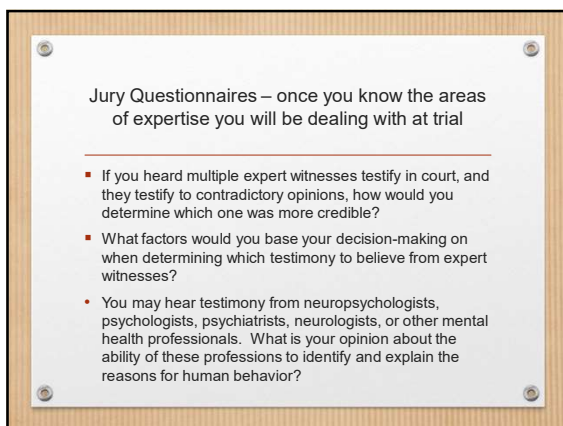 Jury Questionnaires – once you know the areas
of expertise you will be dealing with at trial
▪ If you heard multiple expert witnesses testify in court, and
they testify to contradictory opinions, how would you
determine which one was more credible?
▪ What factors would you base your decision-making on
when determining which testimony to believe from expert
witnesses?
• You may hear testimony from neuropsychologists,
psychologists, psychiatrists, neurologists, or other mental
health professionals. What is your opinion about the
ability of these professions to identify and explain the
reasons for human behavior?